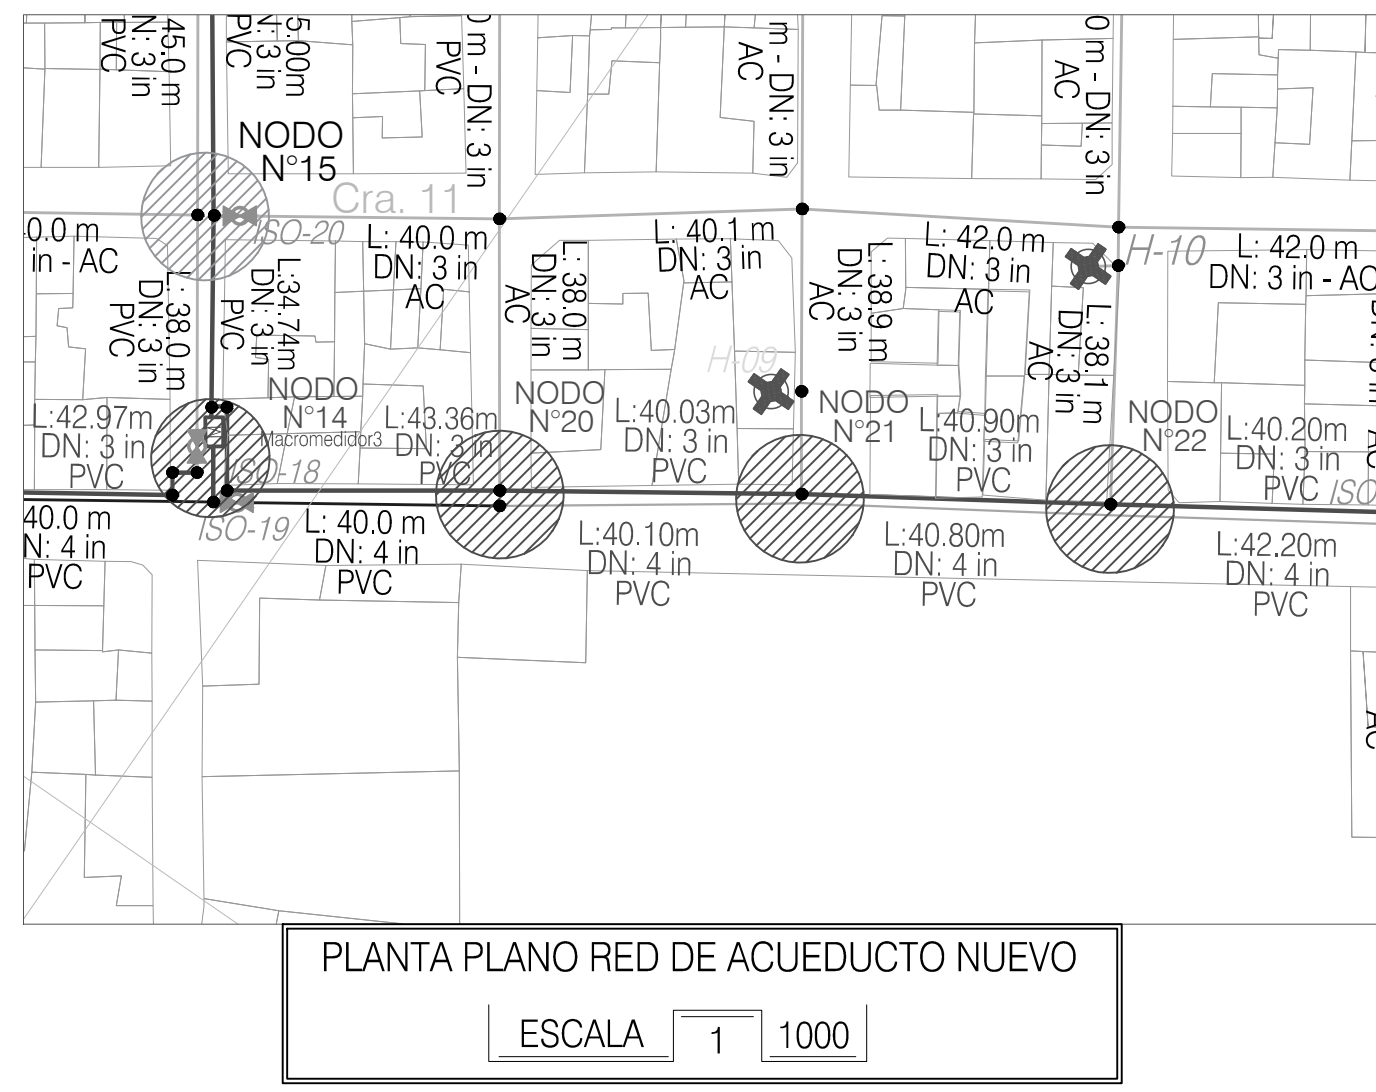 45.0 m
N: 3 in
PVC
5.00m
N: 3 in
PVC
0 m - DN: 3 in
PVC
m - DN: 3 in
AC
0 m - DN: 3 in
AC
NODO
N°15
Cra. 11
ISO-20
0.0 m
in - AC
L: 40.0 m
DN: 3 in
AC
L: 40.1 m
DN: 3 in
AC
L: 42.0 m
DN: 3 in
AC
H-10
L: 42.0 m
DN: 3 in - AC
L: 38.0 m
DN: 3 in
PVC
L:34.74m
DN: 3 in
PVC
L: 38.0 m
DN: 3 in
AC
L: 38.9 m
DN: 3 in
AC
L: 38.1 m
DN: 3 in
AC
H-09
NODO
N°14
Macromedidor3
NODO
N°20
NODO
N°21
NODO
N°22
L:42.97m
DN: 3 in
PVC
L:43.36m
DN: 3 in
PVC
L:40.03m
DN: 3 in
PVC
L:40.90m
DN: 3 in
PVC
L:40.20m
DN: 3 in
PVC
ISO
AC
ISO-18
ISO-19
40.0 m
N: 4 in
PVC
L: 40.0 m
DN: 4 in
PVC
L:40.10m
DN: 4 in
PVC
L:40.80m
DN: 4 in
PVC
L:42.20m
DN: 4 in
PVC
AC
PLANTA PLANO RED DE ACUEDUCTO NUEVO
ESCALA 1 1000